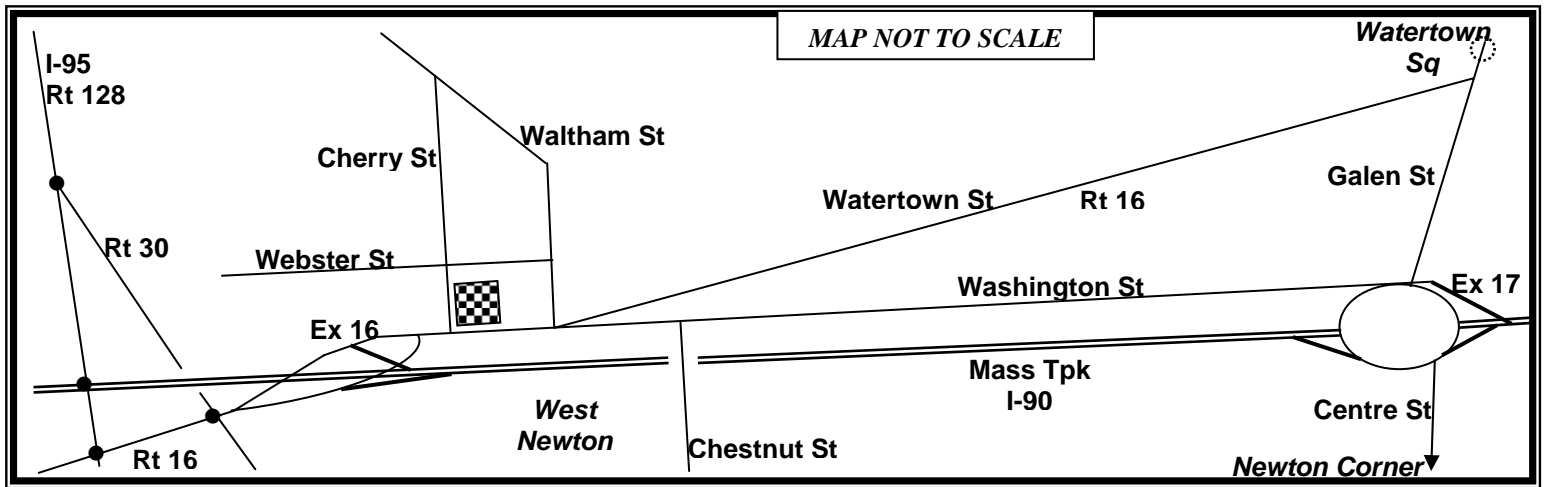 MAP NOT TO SCALE
Watertown
Sq
I-95
Rt 128
Waltham St
Cherry St
Galen St
Watertown St
Rt 16
Rt 30
Webster St
Washington St
Ex 17
Ex 16
Mass Tpk
I-90
West
Newton
Centre St
Chestnut St
Rt 16
Newton Corner